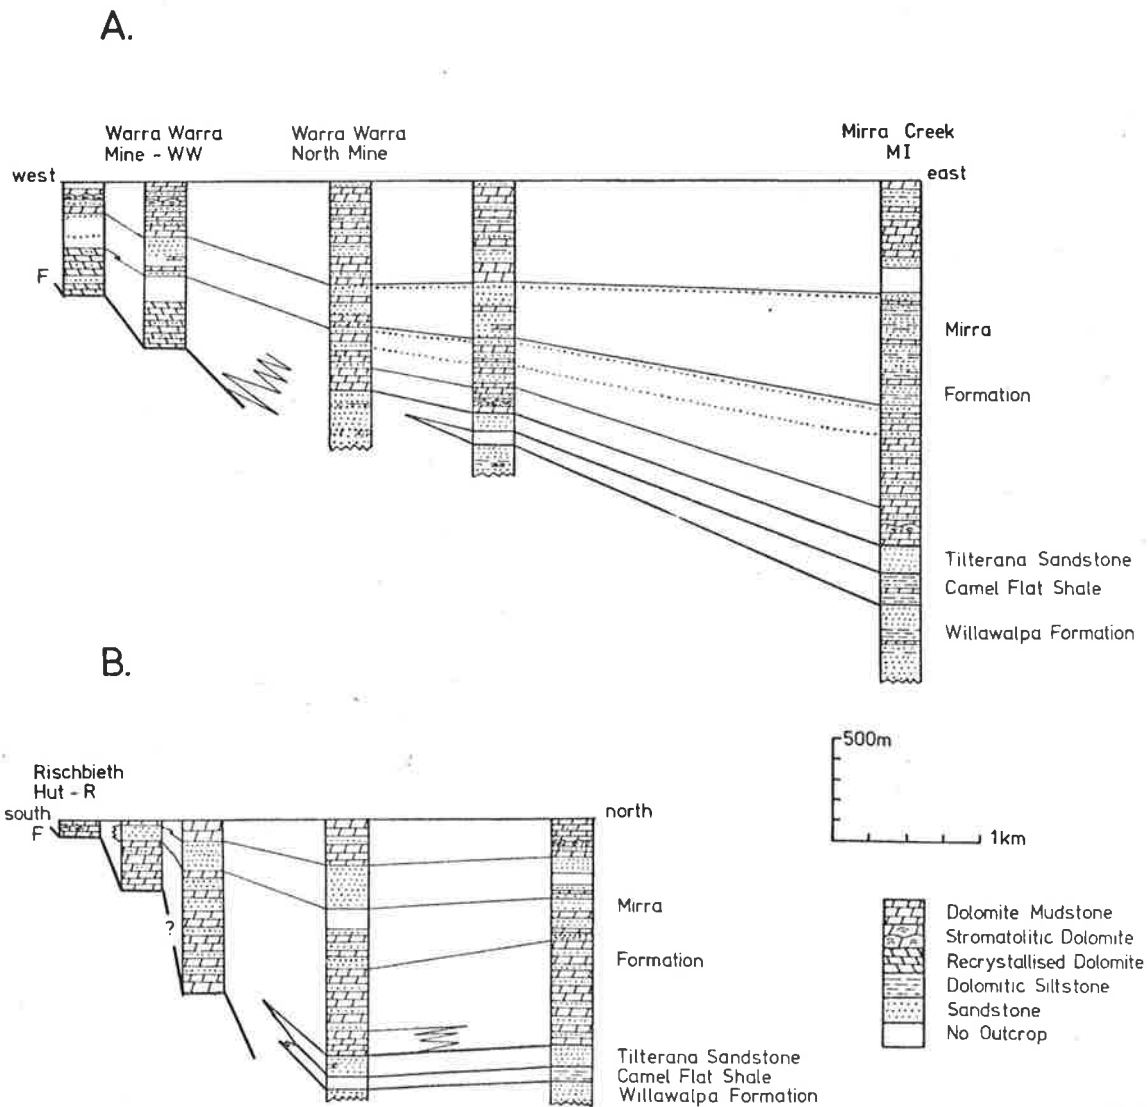 A.
Warra Warra
Mine - WW
Warra Warra
North Mine
Mirra Creek
MI
west
east
F
Mirra
Formation
Tilterana Sandstone
Camel Flat Shale
Willawalpa Formation
B.
Rischbieth
Hut - R
south
F
north
?
Mirra
Formation
Tilterana Sandstone
Camel Flat Shale
Willawalpa Formation
500m
1km
Dolomite Mudstone
Stromatolitic Dolomite
Recrystallised Dolomite
Dolomitic Siltstone
Sandstone
No Outcrop